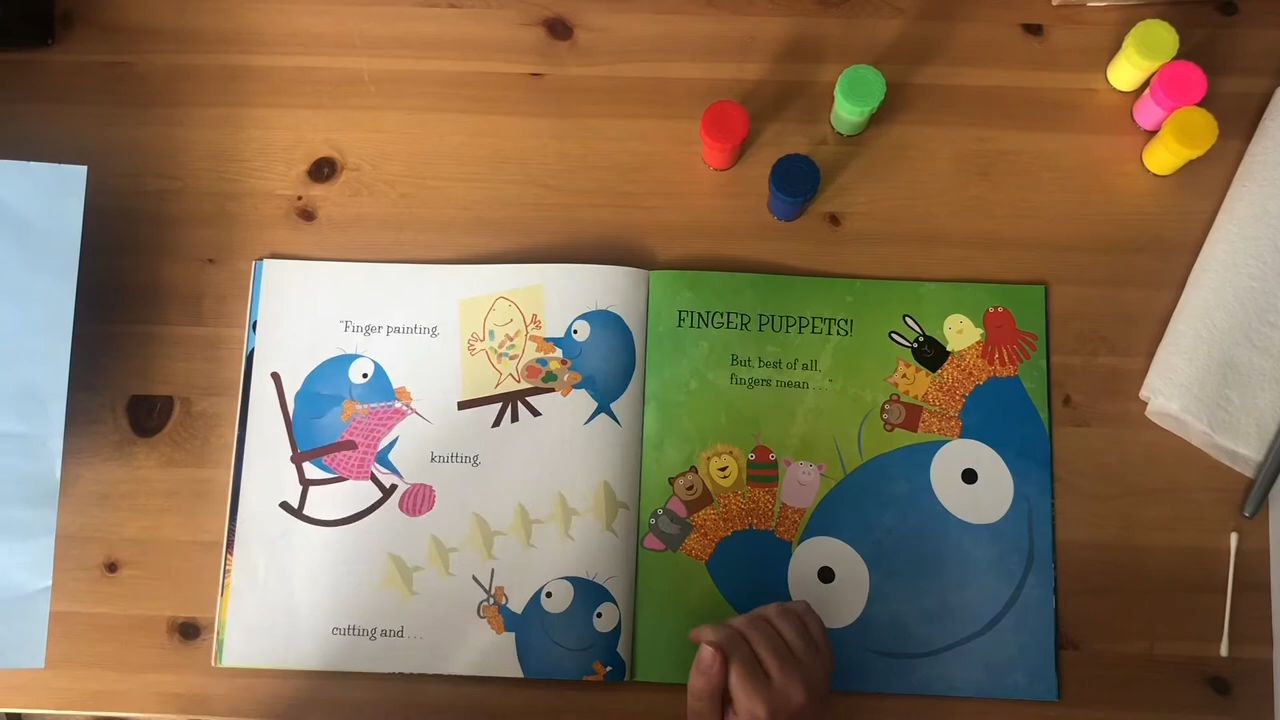 "Finger painting,
knitting,
cutting and . . .
FINGER PUPPETS!
But, best of all,
fingers mean . . ."